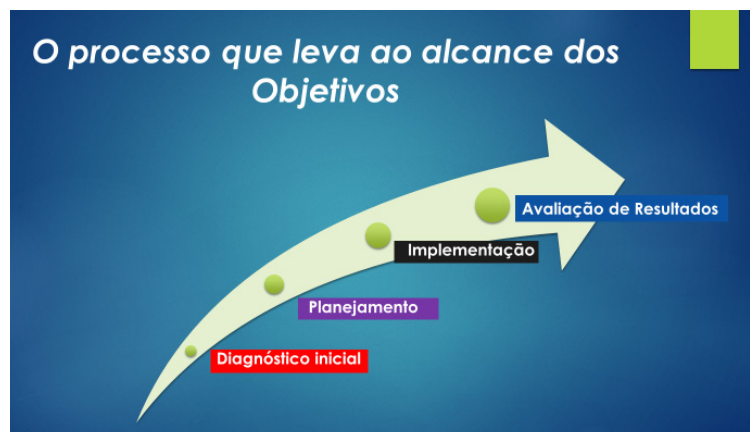 O processo que leva ao alcance dos
Objetivos
Avaliação de Resultados
Implementação
Planejamento
Diagnóstico inicial